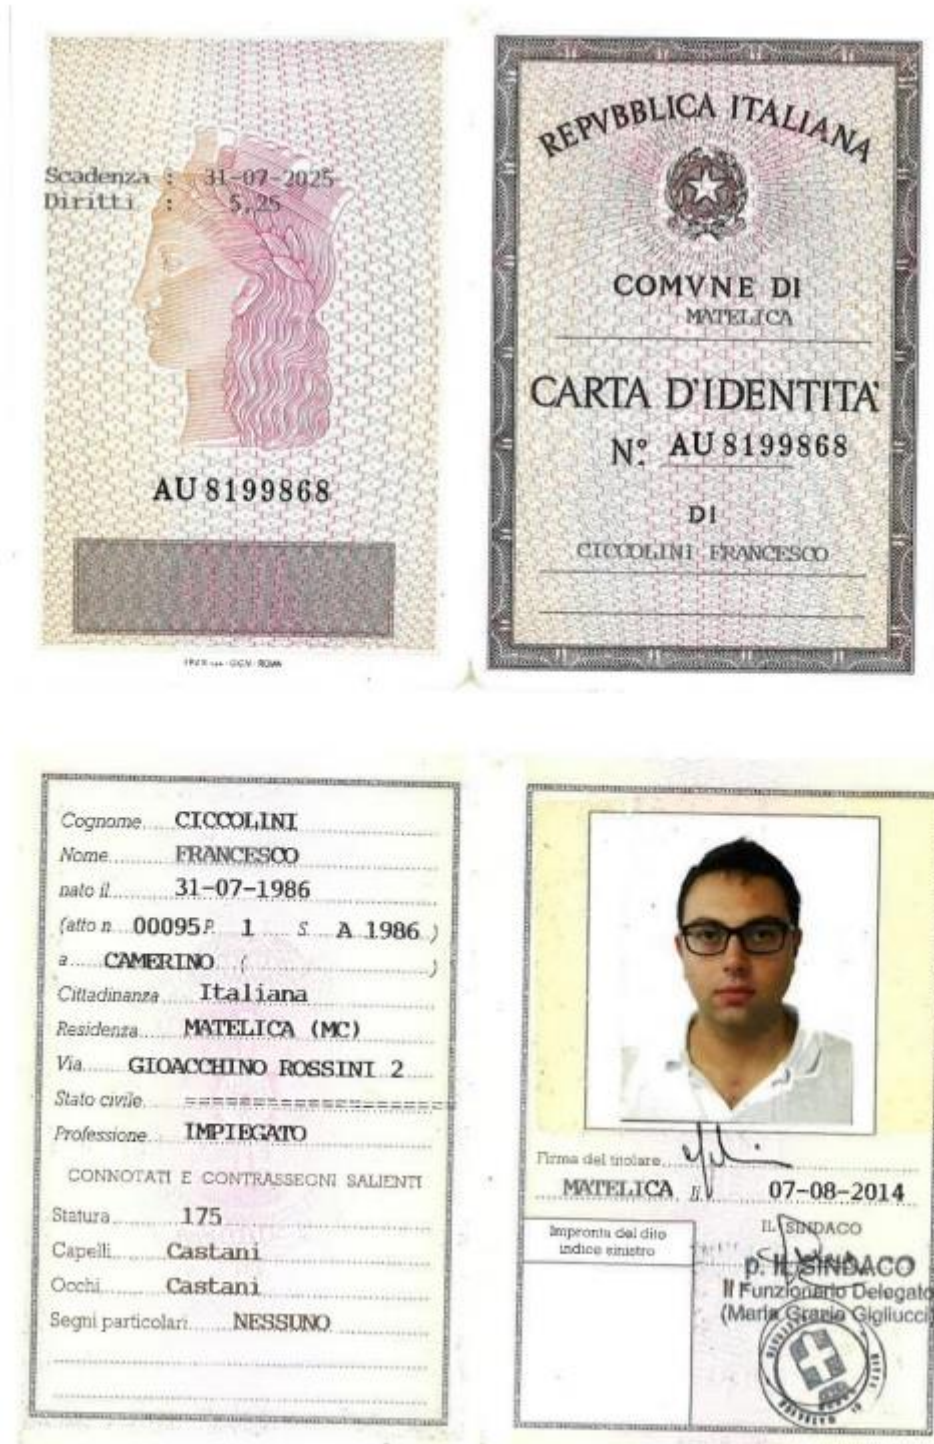 Scadenza : 31-07-2025
Diritti : 5,25
AU 8199868
REPVBBLICA ITALIANA
COMVNE DI
MATELICA
CARTA D'IDENTITA'
N° AU 8199868
DI
CICCOLINI FRANCESCO
Cognome CICCOLINI
Nome FRANCESCO
nato il 31-07-1986
(atto n 00095 P. 1 S. A 1986)
a CAMERINO ( )
Cittadinanza Italiana
Residenza MATELICA (MC)
Via GIOACCHINO ROSSINI 2
Stato civile ====================
Professione IMPIEGATO
CONNOTATI E CONTRASSEGNI SALIENTI
Statura 175
Capelli Castani
Occhi Castani
Segni particolari NESSUNO
Firma del titolare
MATELICA li 07-08-2014
Impronta del dito
indice sinistro
IL SINDACO
p. IL SINDACO
Il Funzionario Delegato
(Maria Grazia Gigliucci)